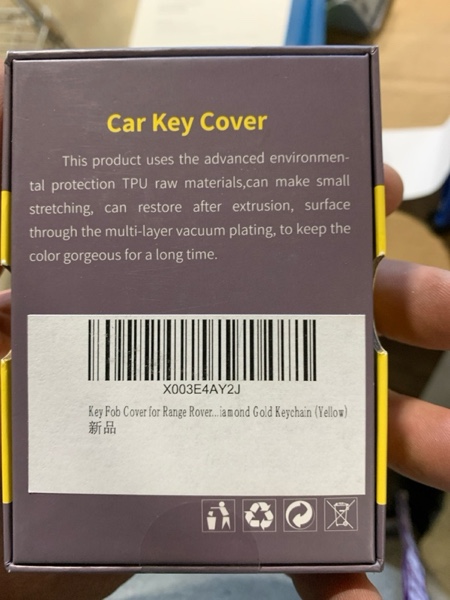 Car Key Cover
This product uses the advanced environmen-
tal protection TPU raw materials,can make small
stretching, can restore after extrusion, surface
through the multi-layer vacuum plating, to keep the
color gorgeous for a long time.
X003E4AY2J
Key Fob Cover for Range Rover...iamond Gold Keychain (Yellow)
新品